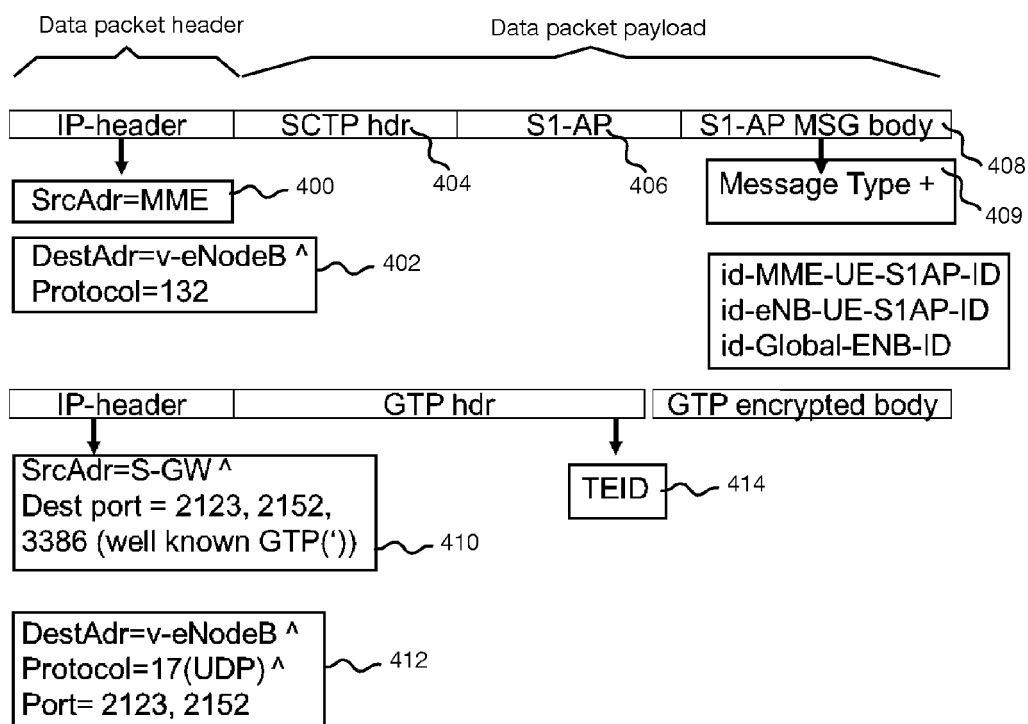 Data packet header
Data packet payload
IP-header
SCTP hdr
S1-AP
S1-AP MSG body
404
406
408
SrcAdr=MME
400
Message Type +
409
DestAdr=v-eNodeB ^
Protocol=132
402
id-MME-UE-S1AP-ID
id-eNB-UE-S1AP-ID
id-Global-ENB-ID
IP-header
GTP hdr
GTP encrypted body
SrcAdr=S-GW ^
Dest port = 2123, 2152,
3386 (well known GTP('))
410
TEID
414
DestAdr=v-eNodeB ^
Protocol=17(UDP) ^
Port= 2123, 2152
412